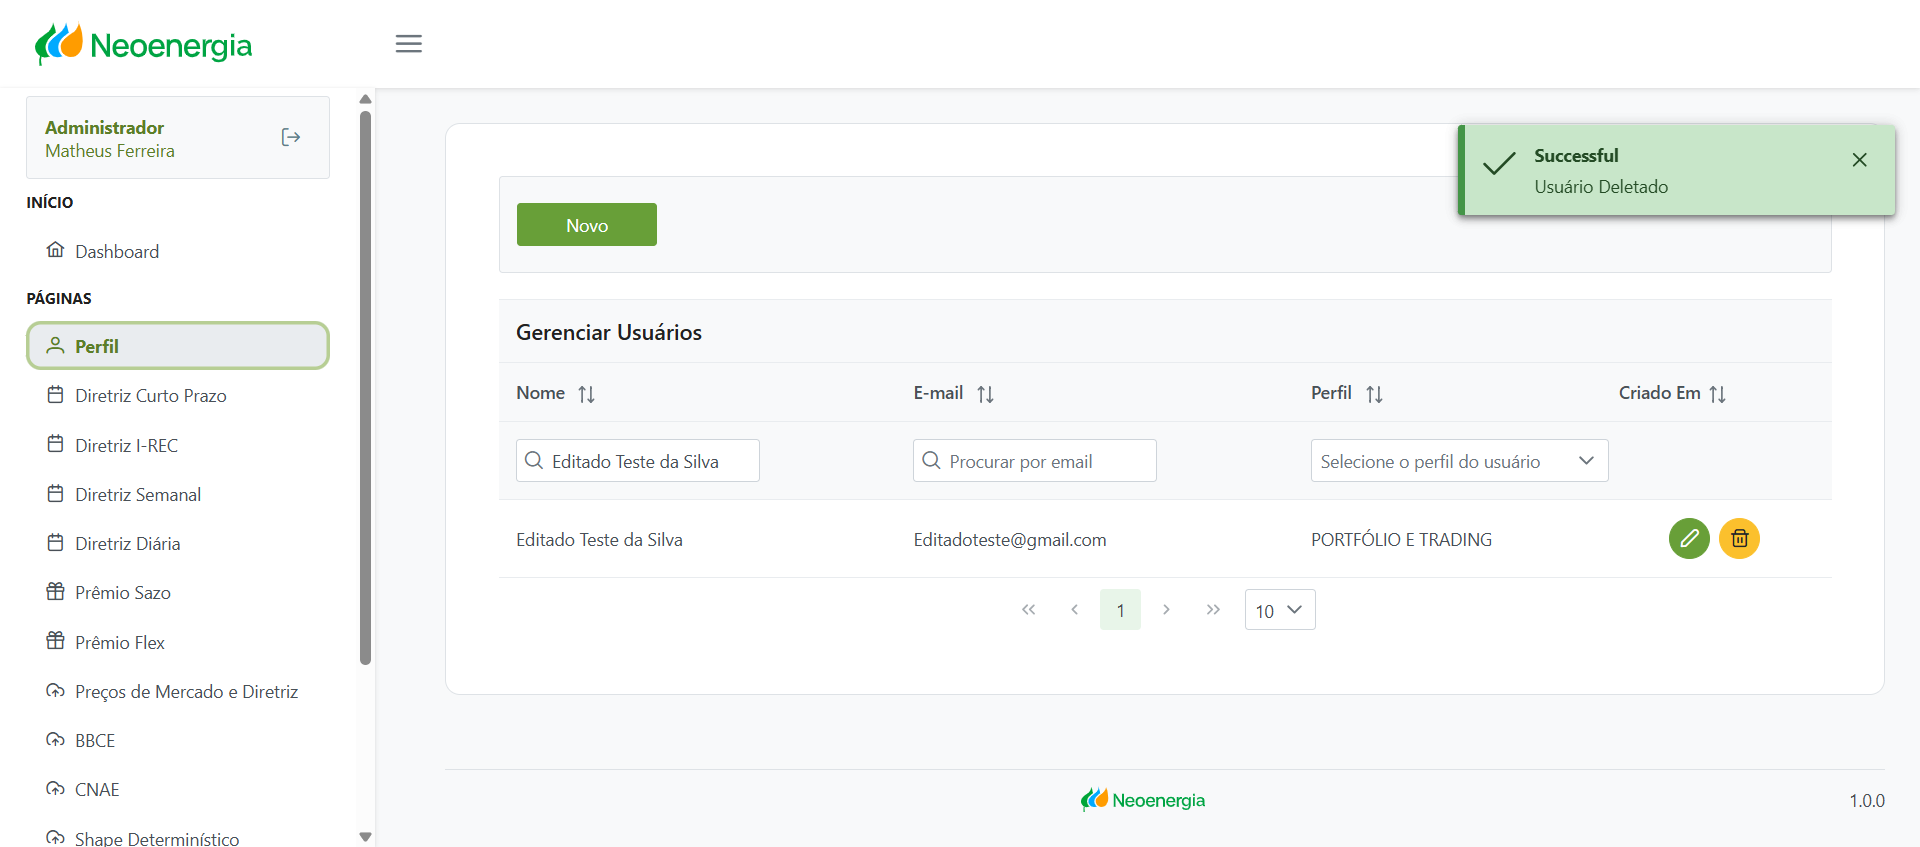 Neoenergia
Administrador
Matheus Ferreira
INÍCIO
Dashboard
PÁGINAS
Perfil
Diretriz Curto Prazo
Diretriz I-REC
Diretriz Semanal
Diretriz Diária
Prêmio Sazo
Prêmio Flex
Preços de Mercado e Diretriz
BBCE
CNAE
Shape Determinístico
Successful
Usuário Deletado
Novo
Gerenciar Usuários
Nome E-mail Perfil Criado Em
Editado Teste da Silva Procurar por email Selecione o perfil do usuário
Editado Teste da Silva Editadoteste@gmail.com PORTFÓLIO E TRADING
1 10
Neoenergia
1.0.0